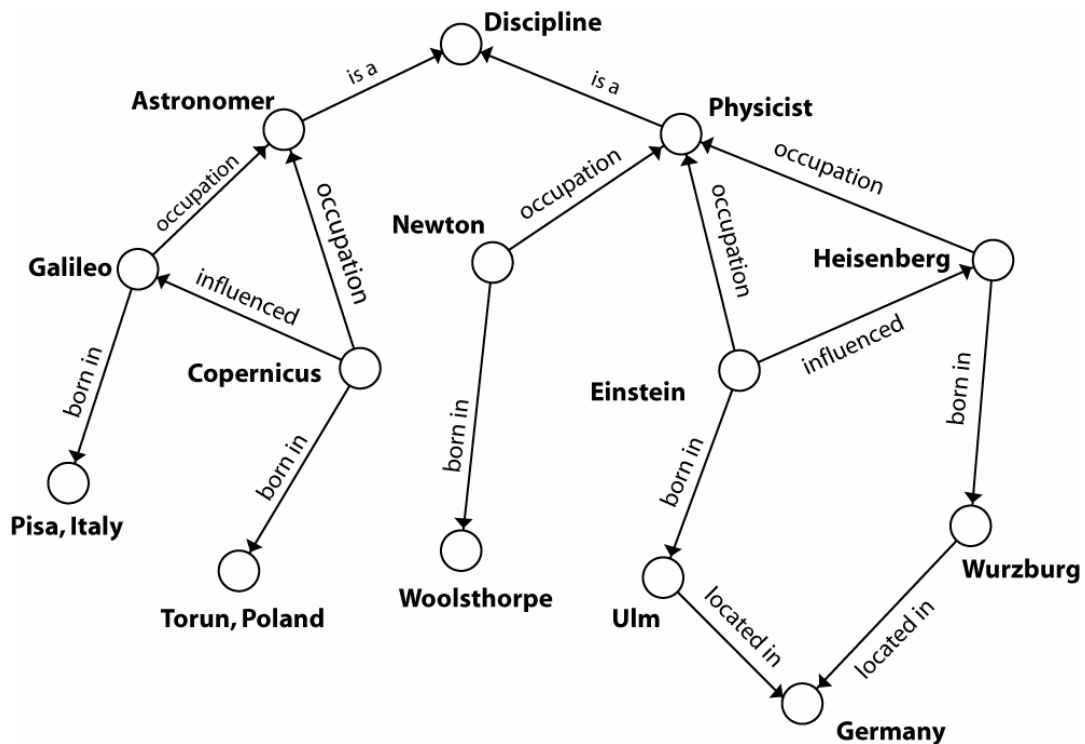 Discipline
is a
is a
Astronomer
Physicist
occupation
occupation
occupation
occupation
occupation
Newton
Galileo
Heisenberg
influenced
influenced
Copernicus
Einstein
born in
born in
born in
born in
born in
Pisa, Italy
Torun, Poland
Woolsthorpe
Ulm
Wurzburg
located in
located in
Germany